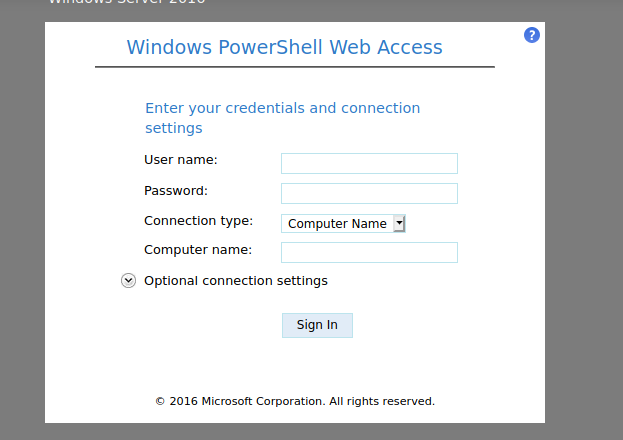 Windows Server 2016
Windows PowerShell Web Access
?
Enter your credentials and connection
settings
User name:
Password:
Connection type:
Computer Name
Computer name:
Optional connection settings
Sign In
© 2016 Microsoft Corporation. All rights reserved.